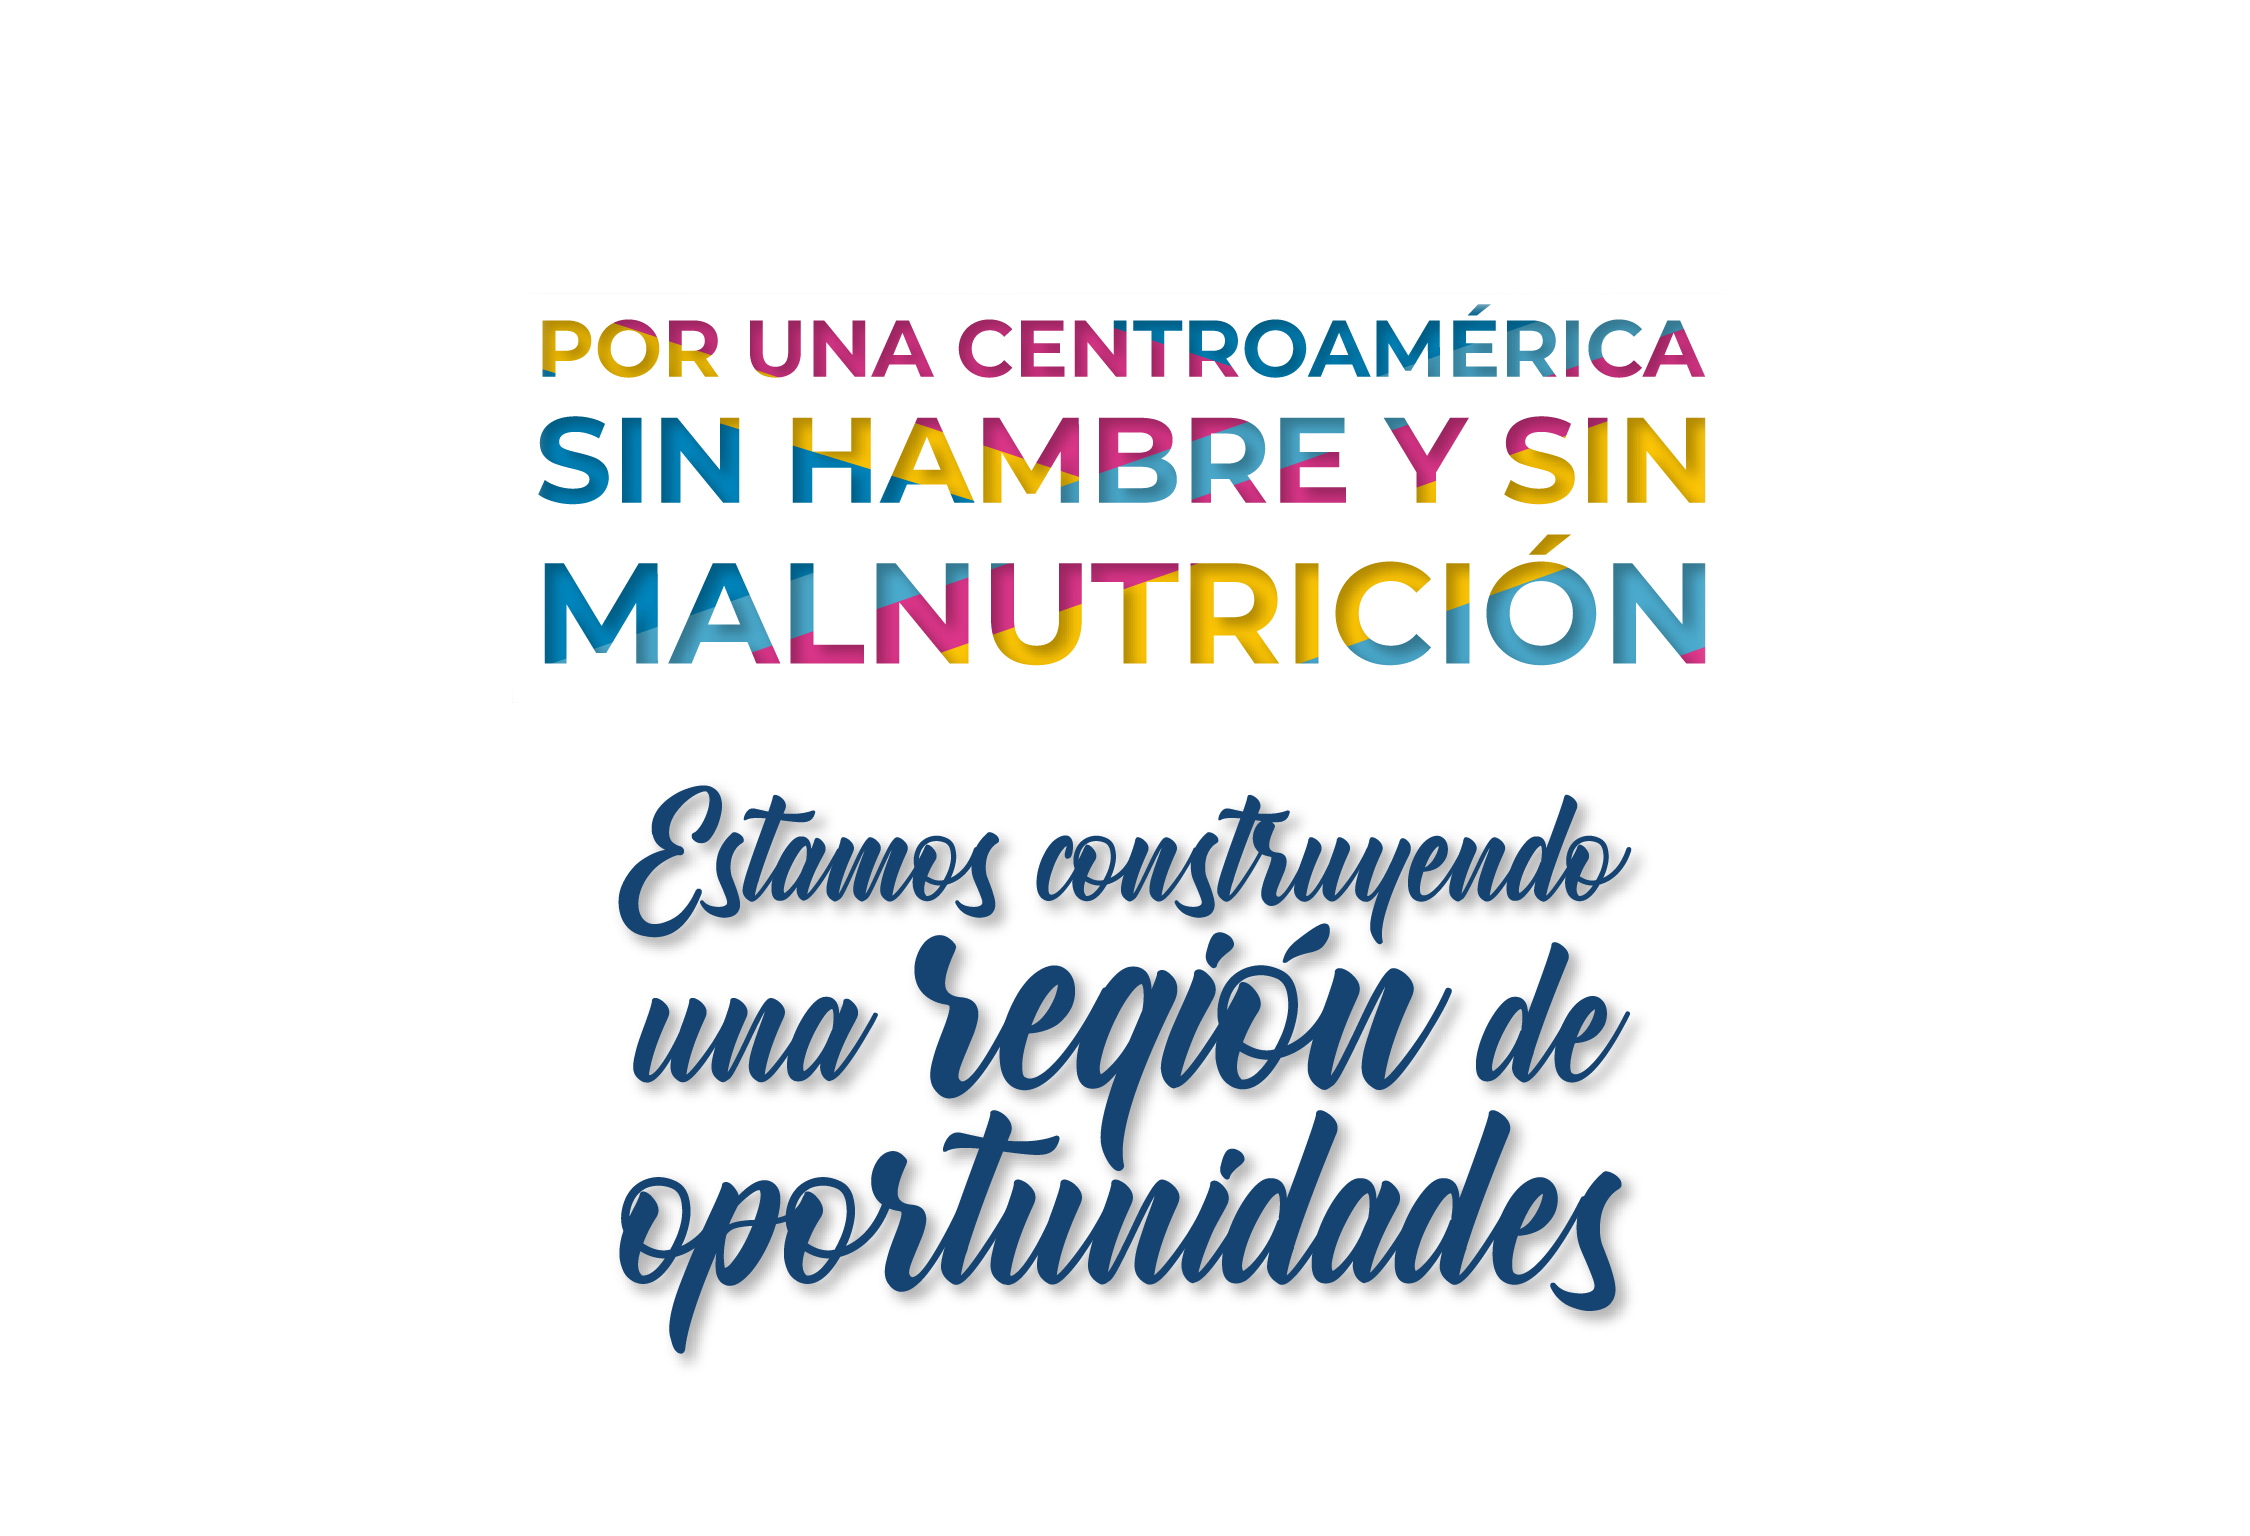 POR UNA CENTROAMÉRICA
SIN HAMBRE Y SIN
MALNUTRICIÓN
Estamos construyendo
una región de
oportunidades